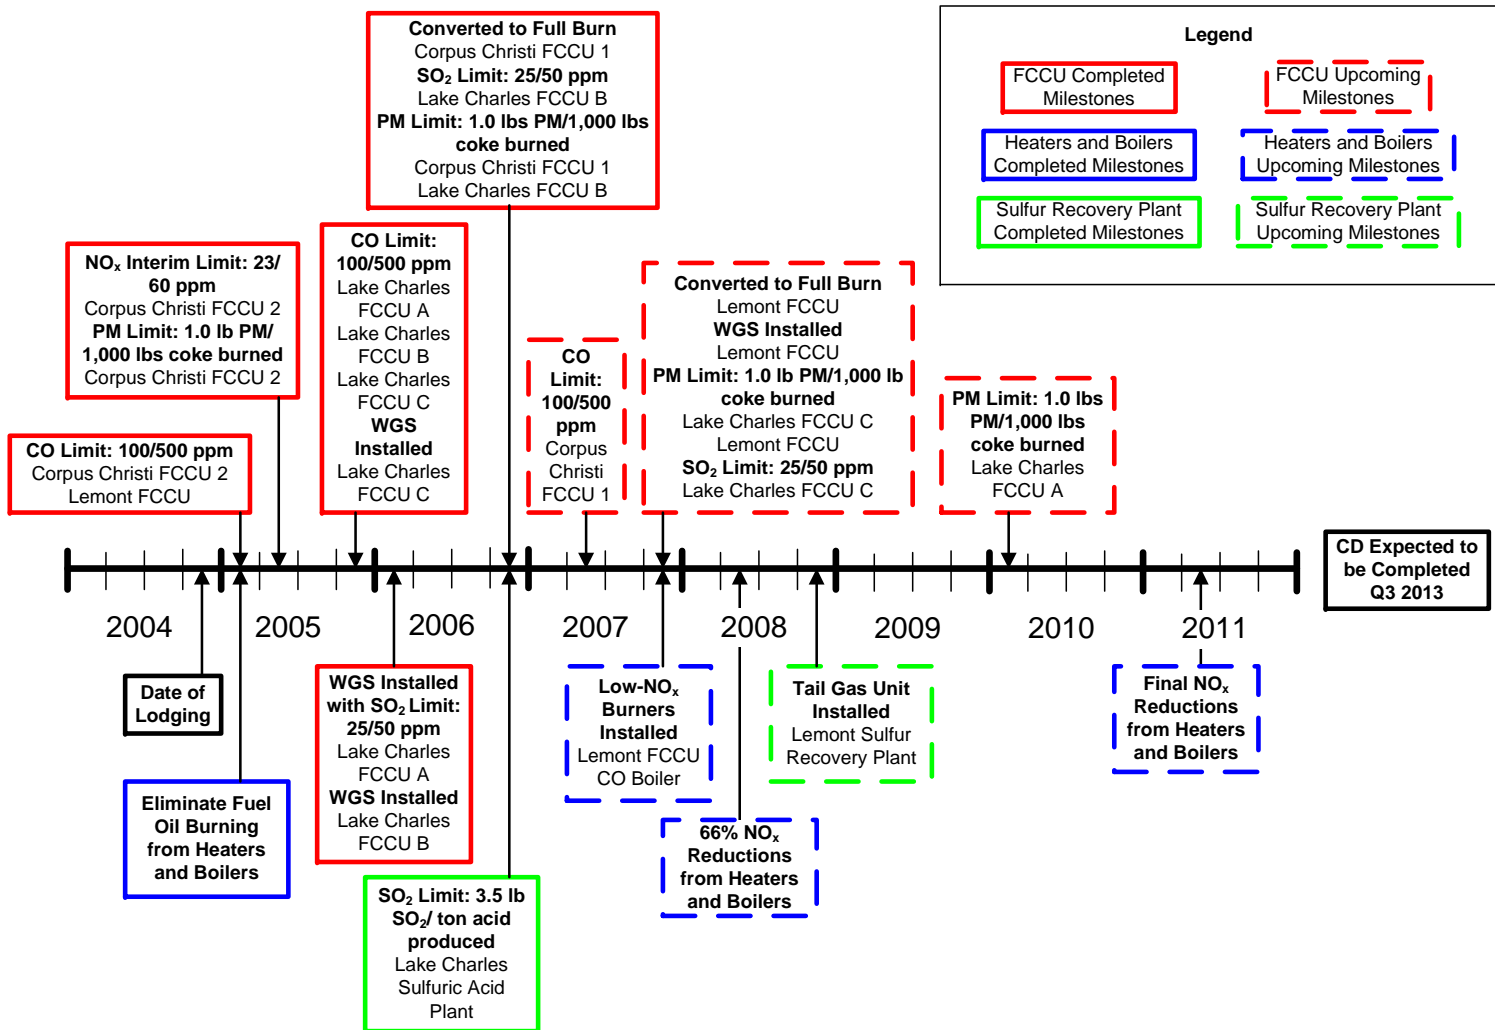 Converted to Full Burn
Corpus Christi FCCU 1
SO₂ Limit: 25/50 ppm
Lake Charles FCCU B
PM Limit: 1.0 lbs PM/1,000 lbs
coke burned
Corpus Christi FCCU 1
Lake Charles FCCU B
Legend
FCCU Completed
Milestones
FCCU Upcoming
Milestones
Heaters and Boilers
Completed Milestones
Heaters and Boilers
Upcoming Milestones
Sulfur Recovery Plant
Completed Milestones
Sulfur Recovery Plant
Upcoming Milestones
NOₓ Interim Limit: 23/
60 ppm
Corpus Christi FCCU 2
PM Limit: 1.0 lb PM/
1,000 lbs coke burned
Corpus Christi FCCU 2
CO Limit: 100/500 ppm
Corpus Christi FCCU 2
Lemont FCCU
CO Limit:
100/500 ppm
Lake Charles
FCCU A
Lake Charles
FCCU B
Lake Charles
FCCU C
WGS
Installed
Lake Charles
FCCU C
CO
Limit:
100/500
ppm
Corpus
Christi
FCCU 1
Converted to Full Burn
Lemont FCCU
WGS Installed
Lemont FCCU
PM Limit: 1.0 lb PM/1,000 lb
coke burned
Lake Charles FCCU C
Lemont FCCU
SO₂ Limit: 25/50 ppm
Lake Charles FCCU C
PM Limit: 1.0 lbs
PM/1,000 lbs
coke burned
Lake Charles
FCCU A
CD Expected to
be Completed
Q3 2013
2004
2005
2006
2007
2008
2009
2010
2011
Date of
Lodging
Eliminate Fuel
Oil Burning
from Heaters
and Boilers
WGS Installed
with SO₂ Limit:
25/50 ppm
Lake Charles
FCCU A
WGS Installed
Lake Charles
FCCU B
SO₂ Limit: 3.5 lb
SO₂/ ton acid
produced
Lake Charles
Sulfuric Acid
Plant
Low-NOₓ
Burners
Installed
Lemont FCCU
CO Boiler
66% NOₓ
Reductions
from Heaters
and Boilers
Tail Gas Unit
Installed
Lemont Sulfur
Recovery Plant
Final NOₓ
Reductions
from Heaters
and Boilers